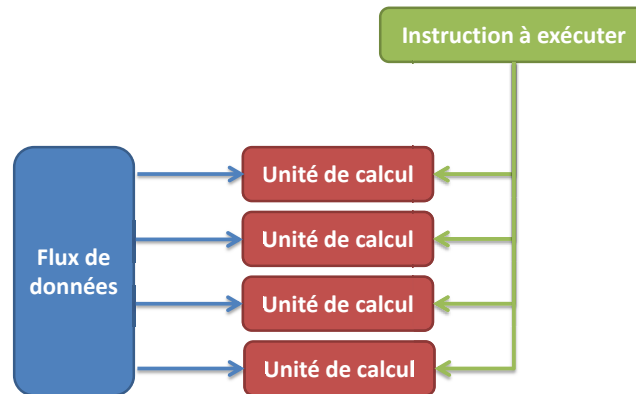 Instruction à exécuter
Unité de calcul
Unité de calcul
Flux de
données
Unité de calcul
Unité de calcul